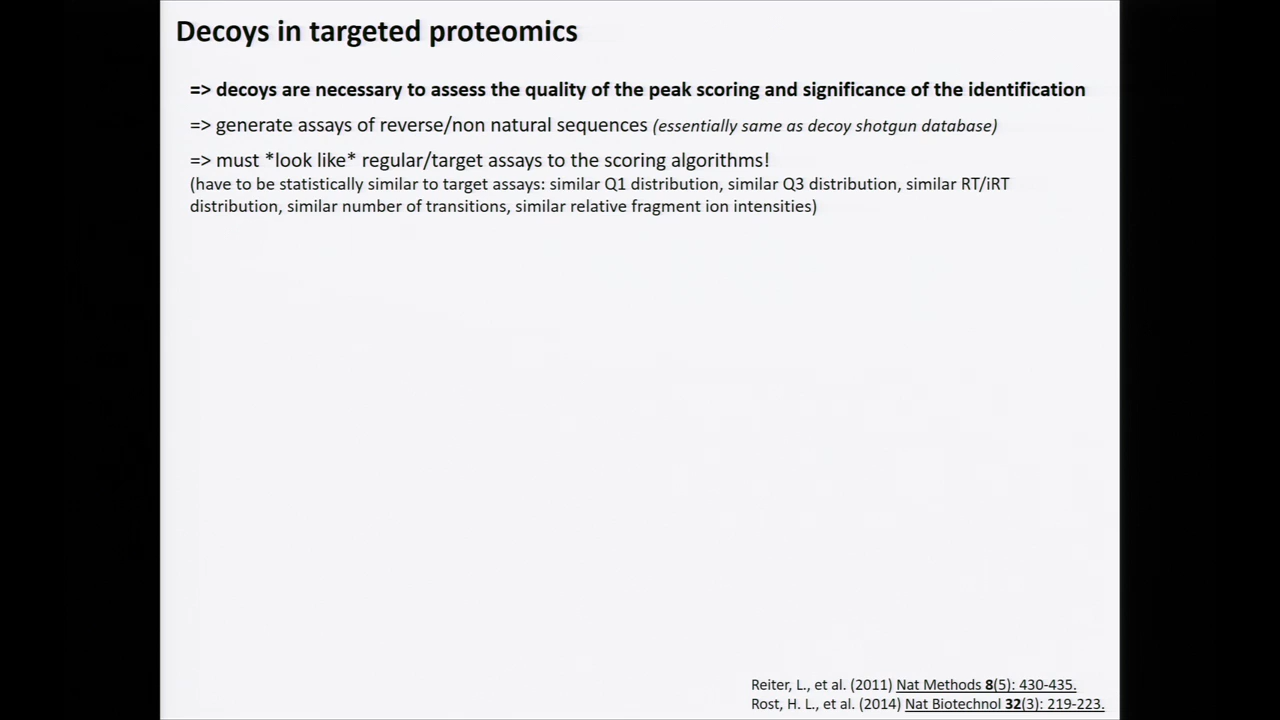 Decoys in targeted proteomics
=> decoys are necessary to assess the quality of the peak scoring and significance of the identification
=> generate assays of reverse/non natural sequences (essentially same as decoy shotgun database)
=> must *look like* regular/target assays to the scoring algorithms!
(have to be statistically similar to target assays: similar Q1 distribution, similar Q3 distribution, similar RT/iRT
distribution, similar number of transitions, similar relative fragment ion intensities)
Reiter, L., et al. (2011) Nat Methods 8(5): 430-435.
Rost, H. L., et al. (2014) Nat Biotechnol 32(3): 219-223.